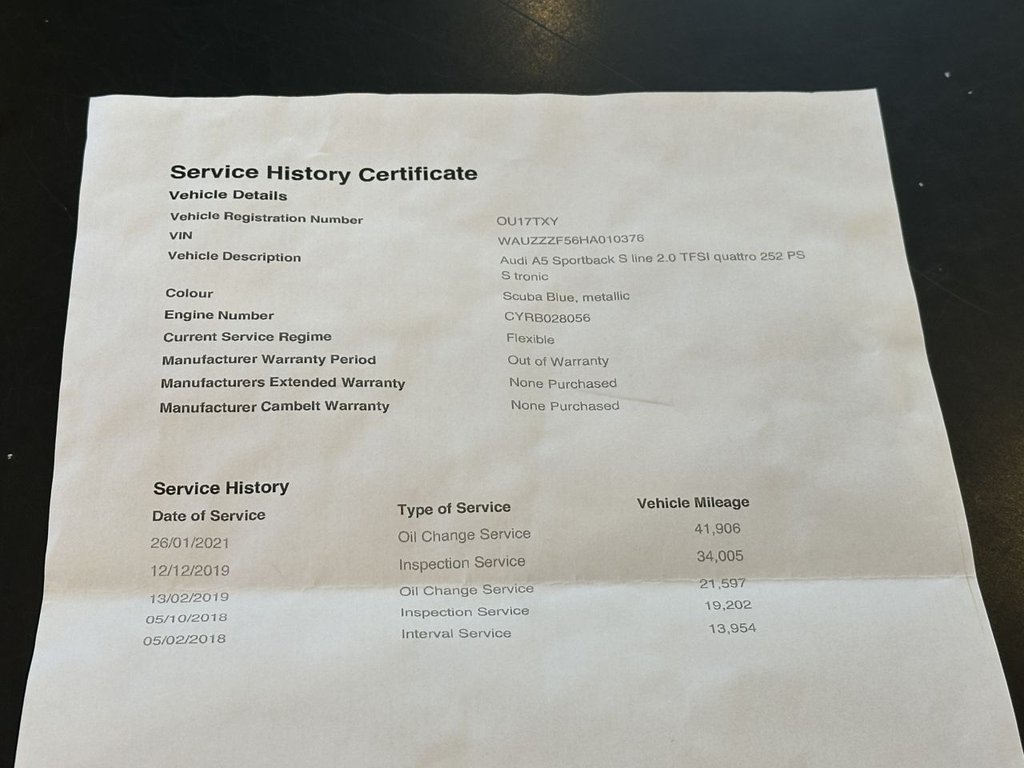 Service History Certificate
Vehicle Details
Vehicle Registration Number OU17TXY
VIN WAUZZZF56HA010376
Vehicle Description Audi A5 Sportback S line 2.0 TFSI quattro 252 PS
S tronic
Colour Scuba Blue, metallic
Engine Number CYRB028056
Current Service Regime Flexible
Manufacturer Warranty Period Out of Warranty
Manufacturers Extended Warranty None Purchased
Manufacturer Cambelt Warranty None Purchased
Service History
Date of Service Type of Service Vehicle Mileage
26/01/2021 Oil Change Service 41,906
12/12/2019 Inspection Service 34,005
13/02/2019 Oil Change Service 21,597
05/10/2018 Inspection Service 19,202
05/02/2018 Interval Service 13,954